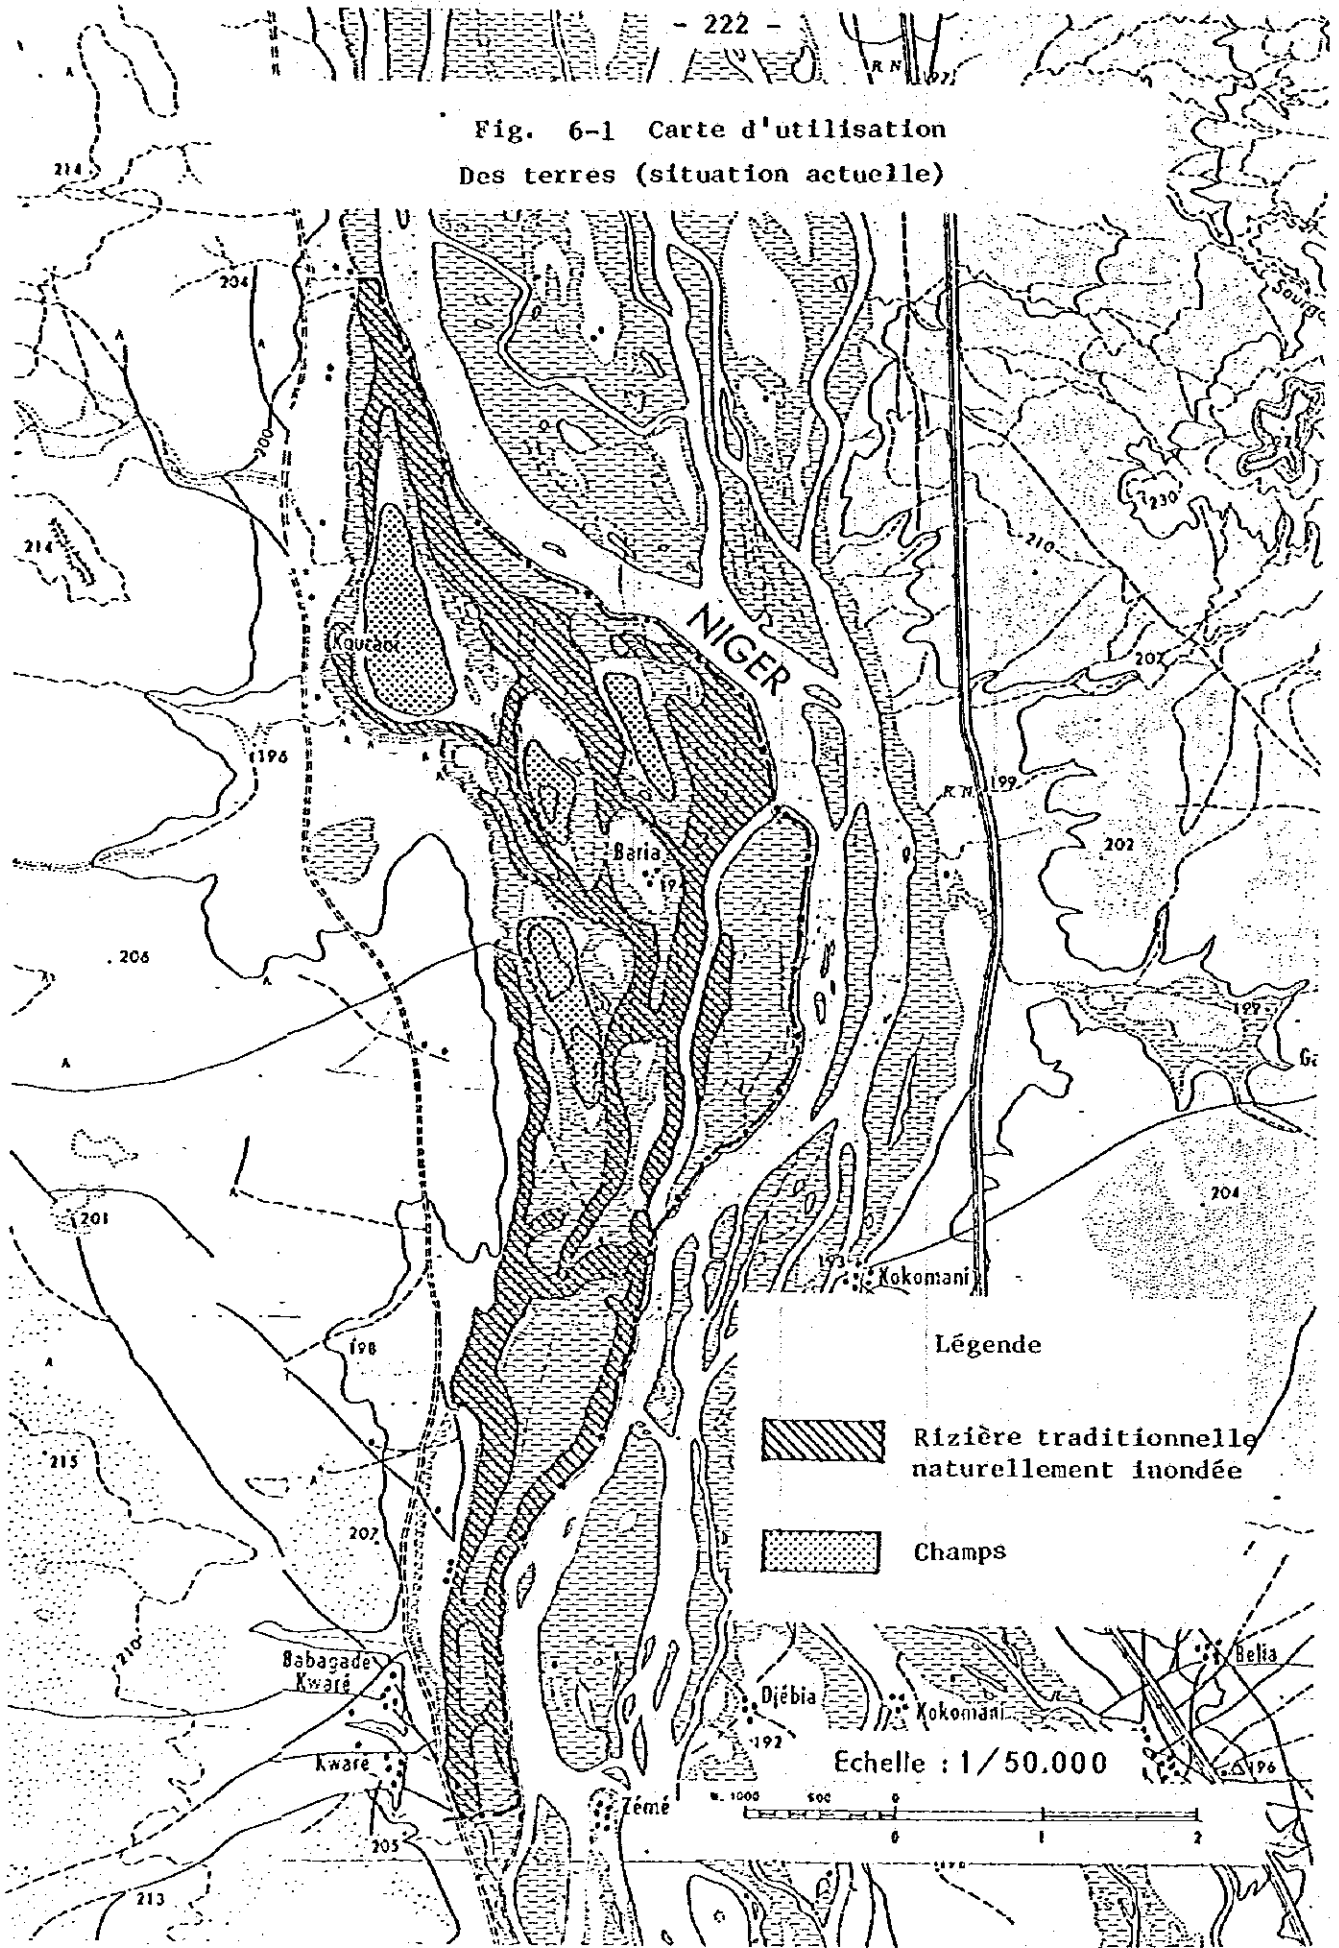 - 222 -
R N
197
Fig. 6-1 Carte d'utilisation
Des terres (situation actuelle)
214
204
A
A
A
200
214
230
210
NIGER
202
196
R N 199
Baria
202
206
A
199
A
201
204
193
Kokomani
198
Légende
Rizière traditionnelle
naturellement inondée
215
Champs
207
210
Babagade
Kwaré
Belia
Djébia
Kokomani
192
Echelle : 1/50.000
196
Kwaré
Zémé
m. 1000 500 0
0 1 2
205
213